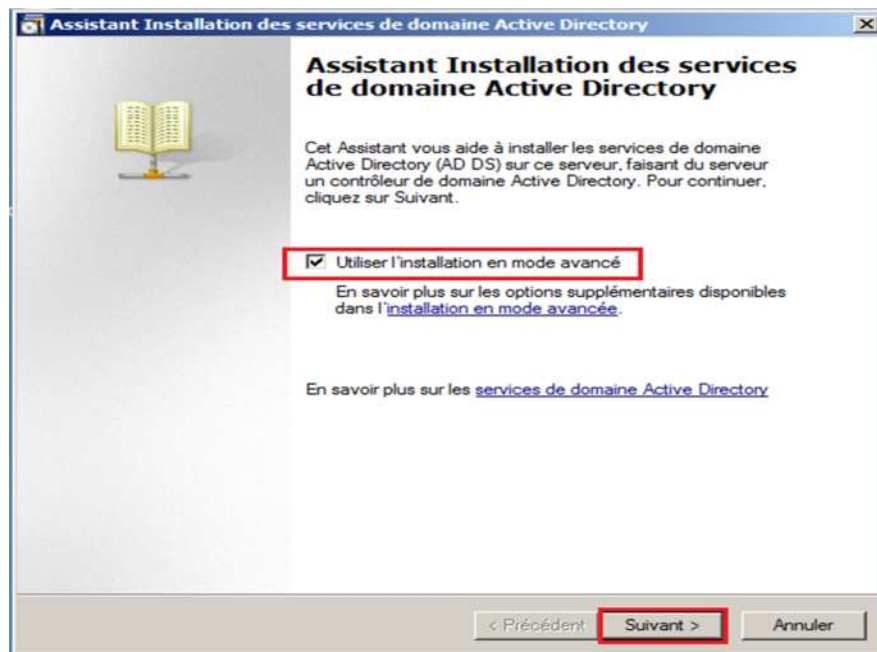 Assistant Installation des services de domaine Active Directory
Assistant Installation des services
de domaine Active Directory
Cet Assistant vous aide à installer les services de domaine
Active Directory (AD DS) sur ce serveur, faisant du serveur
un contrôleur de domaine Active Directory. Pour continuer,
cliquez sur Suivant.
Utiliser l'installation en mode avancé
En savoir plus sur les options supplémentaires disponibles
dans l'installation en mode avancée.
En savoir plus sur les services de domaine Active Directory
< Précédent
Suivant >
Annuler